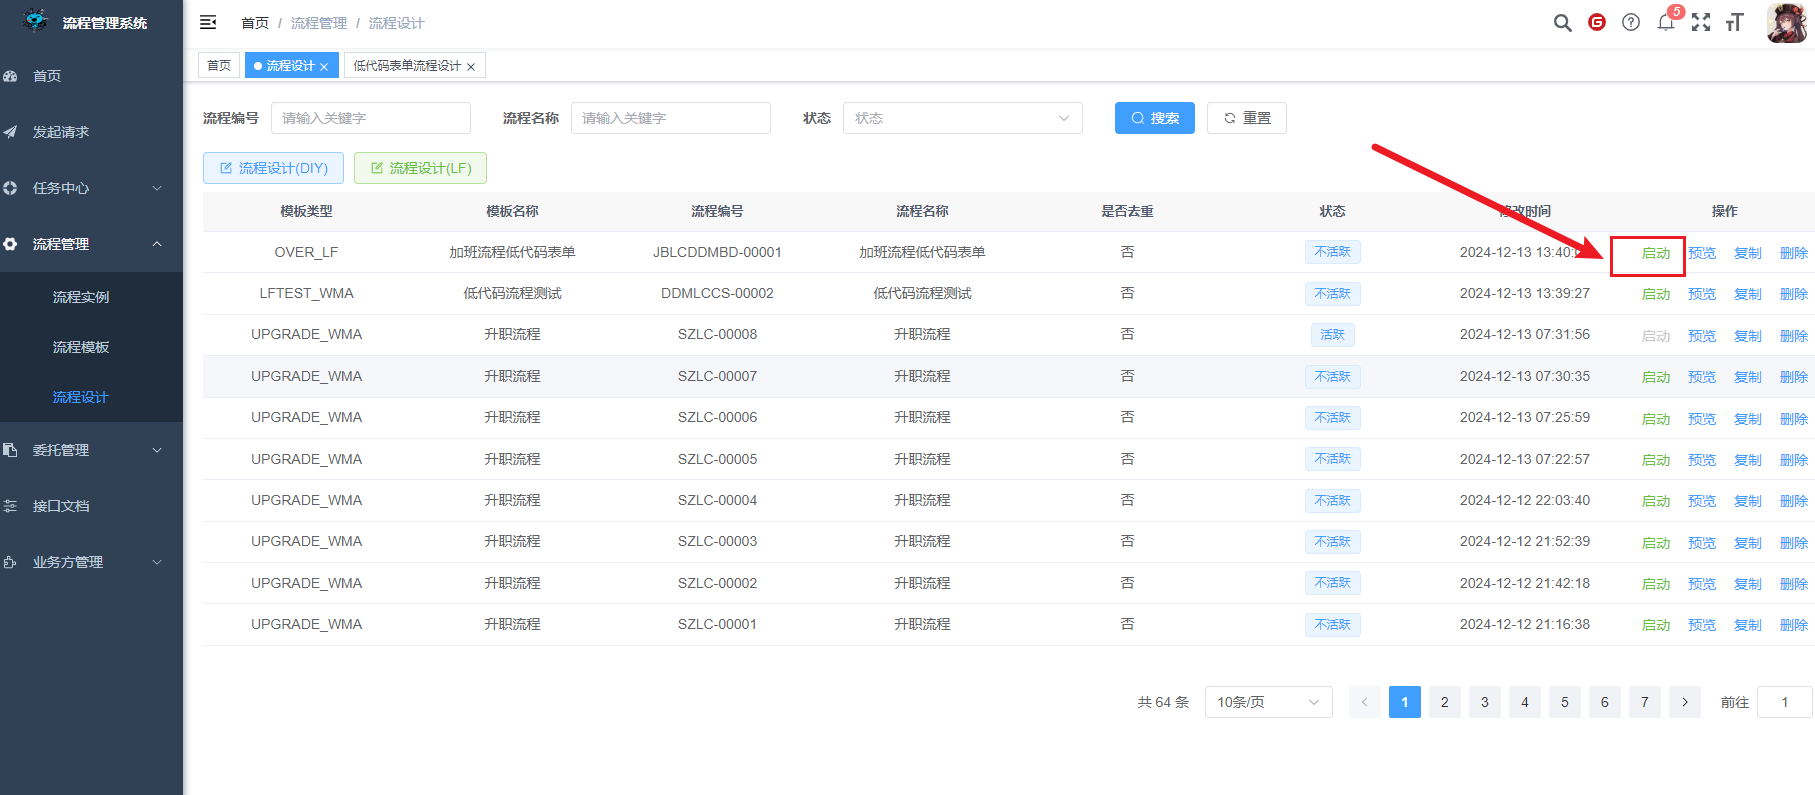 流程管理系统
首页 / 流程管理 / 流程设计
5
首页
流程设计 ×
低代码表单流程设计 ×
首页
发起请求
任务中心
流程管理
流程实例
流程模板
流程设计
委托管理
接口文档
业务方管理
流程编号 请输入关键字 流程名称 请输入关键字 状态 状态 搜索 重置
流程设计(DIY) 流程设计(LF)
模板类型 模板名称 流程编号 流程名称 是否去重 状态 修改时间 操作
OVER_LF 加班流程低代码表单 JBLCDDMBD-00001 加班流程低代码表单 否 不活跃 2024-12-13 13:40: 启动 预览 复制 删除
LFTEST_WMA 低代码流程测试 DDMLCCS-00002 低代码流程测试 否 不活跃 2024-12-13 13:39:27 启动 预览 复制 删除
UPGRADE_WMA 升职流程 SZLC-00008 升职流程 否 活跃 2024-12-13 07:31:56 启动 预览 复制 删除
UPGRADE_WMA 升职流程 SZLC-00007 升职流程 否 不活跃 2024-12-13 07:30:35 启动 预览 复制 删除
UPGRADE_WMA 升职流程 SZLC-00006 升职流程 否 不活跃 2024-12-13 07:25:59 启动 预览 复制 删除
UPGRADE_WMA 升职流程 SZLC-00005 升职流程 否 不活跃 2024-12-13 07:22:57 启动 预览 复制 删除
UPGRADE_WMA 升职流程 SZLC-00004 升职流程 否 不活跃 2024-12-12 22:03:40 启动 预览 复制 删除
UPGRADE_WMA 升职流程 SZLC-00003 升职流程 否 不活跃 2024-12-12 21:52:39 启动 预览 复制 删除
UPGRADE_WMA 升职流程 SZLC-00002 升职流程 否 不活跃 2024-12-12 21:42:18 启动 预览 复制 删除
UPGRADE_WMA 升职流程 SZLC-00001 升职流程 否 不活跃 2024-12-12 21:16:38 启动 预览 复制 删除
共 64 条 10条/页 1 2 3 4 5 6 7 前往 1